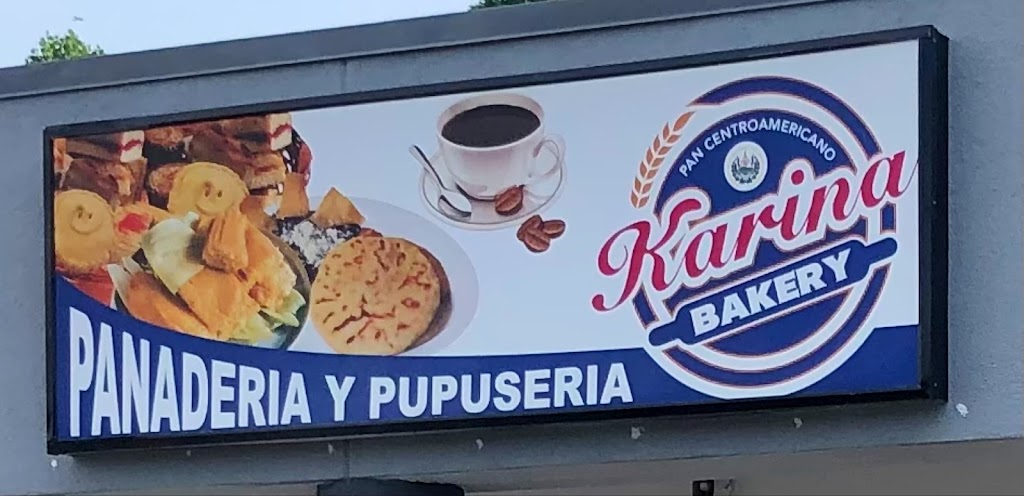 PAN CENTROAMERICANO
Karina
BAKERY
PANADERIA Y PUPUSERIA